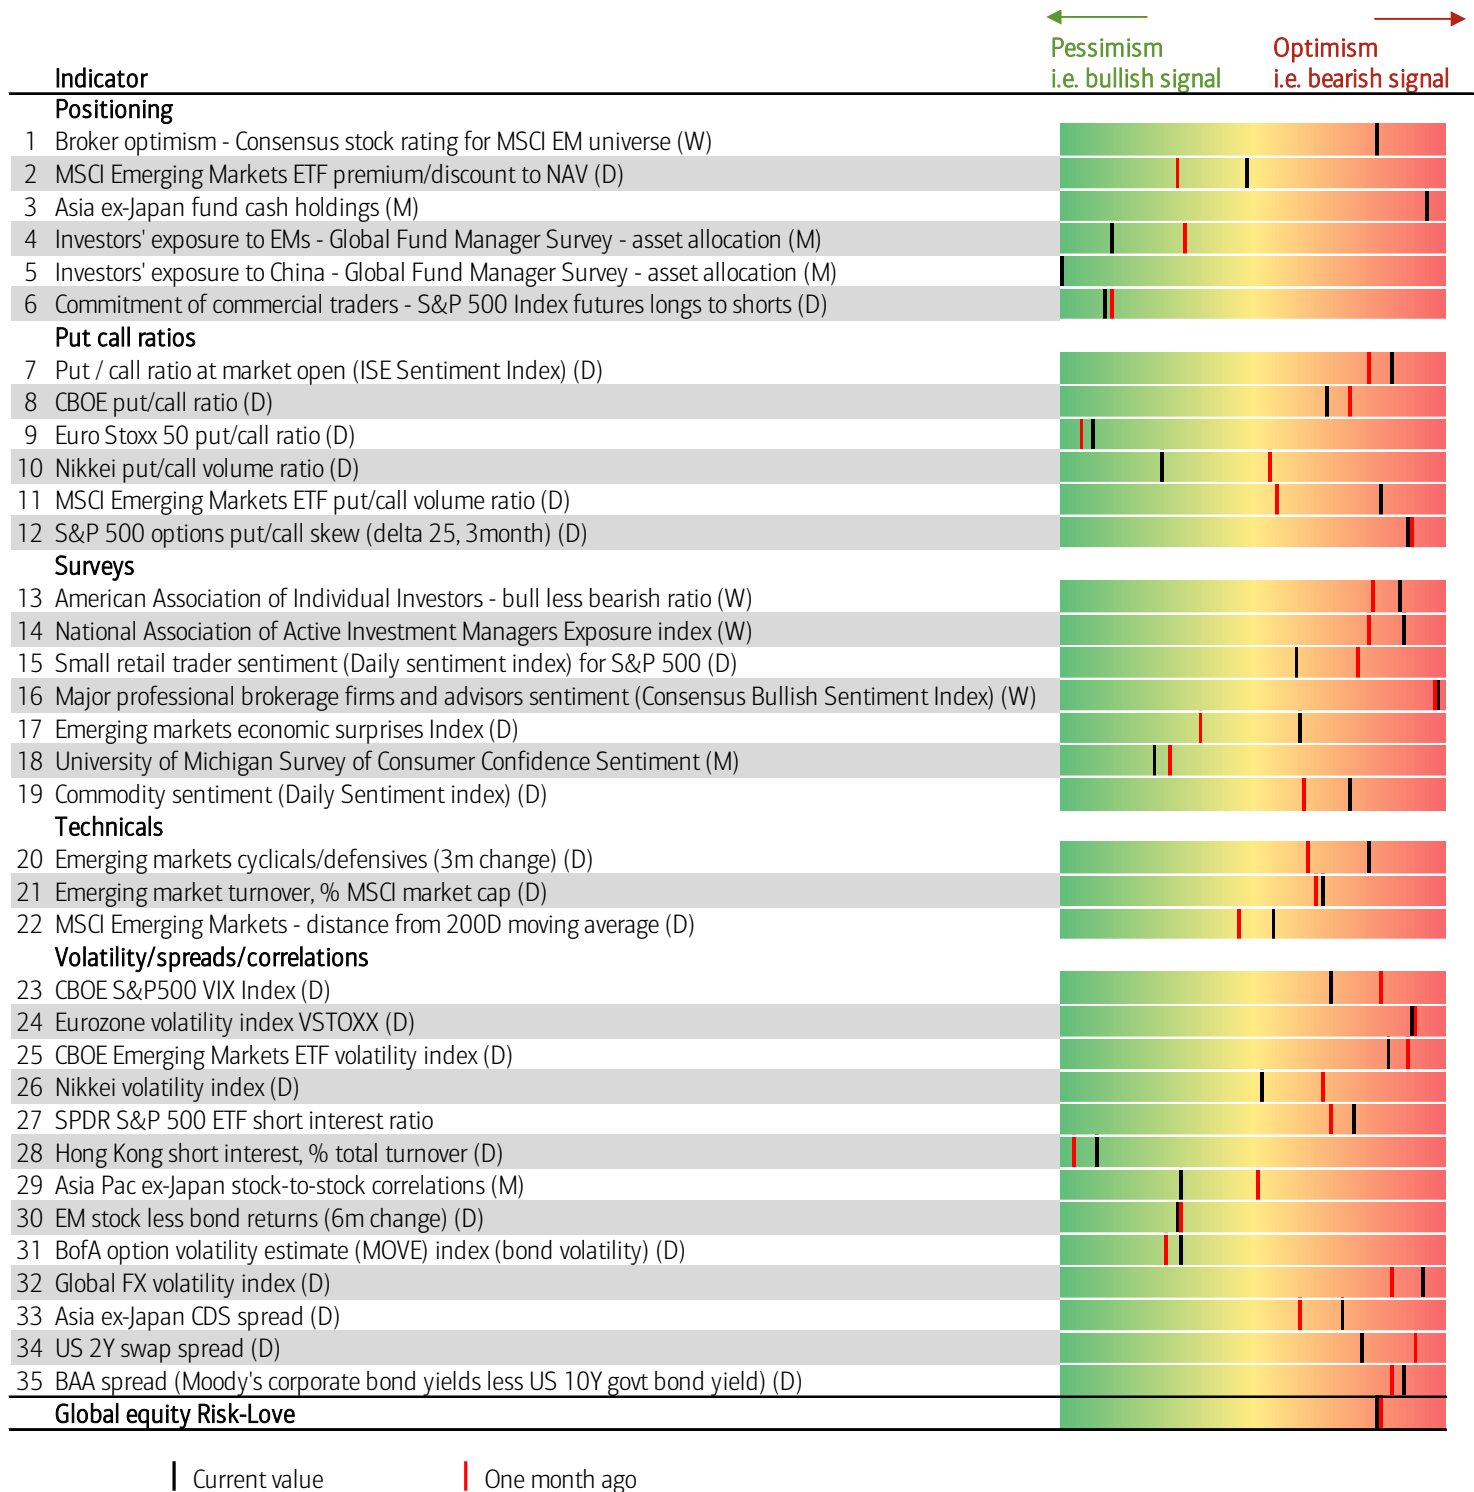 Pessimism Optimism
Indicator i.e. bullish signal i.e. bearish signal
Positioning
1 Broker optimism - Consensus stock rating for MSCI EM universe (W)
2 MSCI Emerging Markets ETF premium/discount to NAV (D)
3 Asia ex-Japan fund cash holdings (M)
4 Investors' exposure to EMs - Global Fund Manager Survey - asset allocation (M)
5 Investors' exposure to China - Global Fund Manager Survey - asset allocation (M)
6 Commitment of commercial traders - S&P 500 Index futures longs to shorts (D)
Put call ratios
7 Put / call ratio at market open (ISE Sentiment Index) (D)
8 CBOE put/call ratio (D)
9 Euro Stoxx 50 put/call ratio (D)
10 Nikkei put/call volume ratio (D)
11 MSCI Emerging Markets ETF put/call volume ratio (D)
12 S&P 500 options put/call skew (delta 25, 3month) (D)
Surveys
13 American Association of Individual Investors - bull less bearish ratio (W)
14 National Association of Active Investment Managers Exposure index (W)
15 Small retail trader sentiment (Daily sentiment index) for S&P 500 (D)
16 Major professional brokerage firms and advisors sentiment (Consensus Bullish Sentiment Index) (W)
17 Emerging markets economic surprises Index (D)
18 University of Michigan Survey of Consumer Confidence Sentiment (M)
19 Commodity sentiment (Daily Sentiment index) (D)
Technicals
20 Emerging markets cyclicals/defensives (3m change) (D)
21 Emerging market turnover, % MSCI market cap (D)
22 MSCI Emerging Markets - distance from 200D moving average (D)
Volatility/spreads/correlations
23 CBOE S&P500 VIX Index (D)
24 Eurozone volatility index VSTOXX (D)
25 CBOE Emerging Markets ETF volatility index (D)
26 Nikkei volatility index (D)
27 SPDR S&P 500 ETF short interest ratio
28 Hong Kong short interest, % total turnover (D)
29 Asia Pac ex-Japan stock-to-stock correlations (M)
30 EM stock less bond returns (6m change) (D)
31 BofA option volatility estimate (MOVE) index (bond volatility) (D)
32 Global FX volatility index (D)
33 Asia ex-Japan CDS spread (D)
34 US 2Y swap spread (D)
35 BAA spread (Moody's corporate bond yields less US 10Y govt bond yield) (D)
Global equity Risk-Love
Current value One month ago